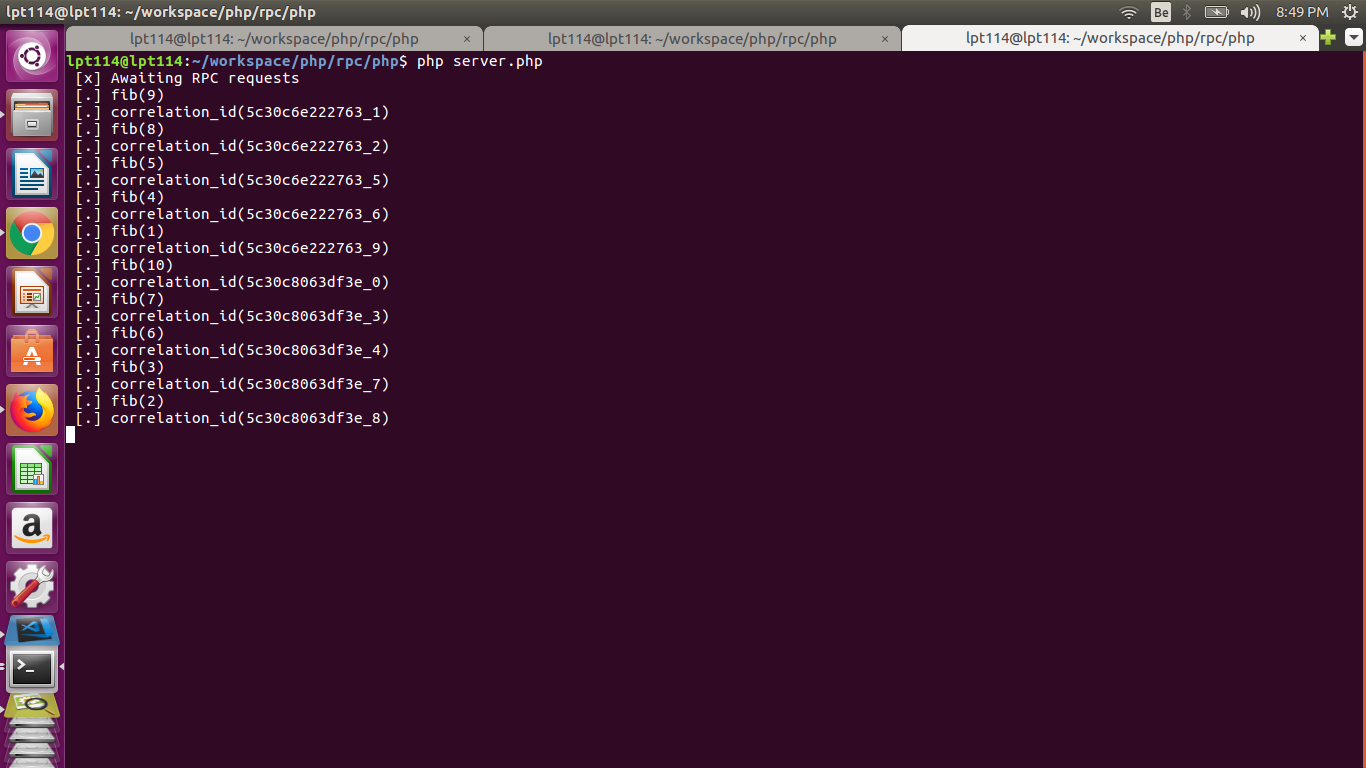 lpt114@lpt114: ~/workspace/php/rpc/php
Be
8:49 PM
lpt114@lpt114: ~/workspace/php/rpc/php ×
lpt114@lpt114: ~/workspace/php/rpc/php ×
lpt114@lpt114: ~/workspace/php/rpc/php ×
lpt114@lpt114:~/workspace/php/rpc/php$ php server.php
[x] Awaiting RPC requests
[.] fib(9)
[.] correlation_id(5c30c6e222763_1)
[.] fib(8)
[.] correlation_id(5c30c6e222763_2)
[.] fib(5)
[.] correlation_id(5c30c6e222763_5)
[.] fib(4)
[.] correlation_id(5c30c6e222763_6)
[.] fib(1)
[.] correlation_id(5c30c6e222763_9)
[.] fib(10)
[.] correlation_id(5c30c8063df3e_0)
[.] fib(7)
[.] correlation_id(5c30c8063df3e_3)
[.] fib(6)
[.] correlation_id(5c30c8063df3e_4)
[.] fib(3)
[.] correlation_id(5c30c8063df3e_7)
[.] fib(2)
[.] correlation_id(5c30c8063df3e_8)